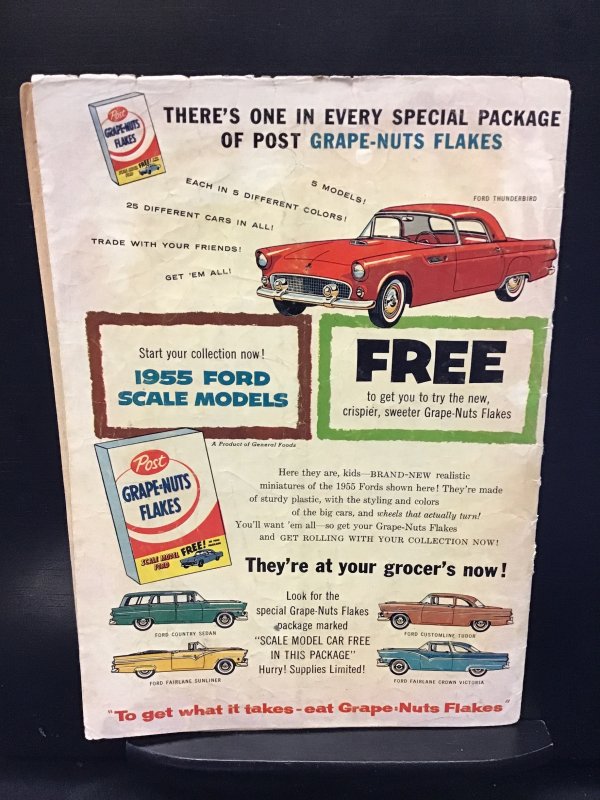 THERE'S ONE IN EVERY SPECIAL PACKAGE
OF POST GRAPE-NUTS FLAKES
Post
GRAPE-NUTS
FLAKES
FREE!
5 MODELS!
EACH IN 5 DIFFERENT COLORS!
25 DIFFERENT CARS IN ALL!
TRADE WITH YOUR FRIENDS!
GET 'EM ALL!
FORD THUNDERBIRD
Start your collection now!
1955 FORD
SCALE MODELS
FREE
to get you to try the new,
crispier, sweeter Grape-Nuts Flakes
A Product of General Foods
Post
GRAPE-NUTS
FLAKES
SCALE MODEL FREE!
FORD
Here they are, kids—BRAND-NEW realistic
miniatures of the 1955 Fords shown here! They're made
of sturdy plastic, with the styling and colors
of the big cars, and wheels that actually turn!
You'll want 'em all—so get your Grape-Nuts Flakes
and GET ROLLING WITH YOUR COLLECTION NOW!
They're at your grocer's now!
Look for the
special Grape-Nuts Flakes
package marked
"SCALE MODEL CAR FREE
IN THIS PACKAGE"
Hurry! Supplies Limited!
FORD COUNTRY SEDAN
FORD FAIRLANE SUNLINER
FORD CUSTOMLINE TUDOR
FORD FAIRLANE CROWN VICTORIA
"To get what it takes-eat Grape-Nuts Flakes"